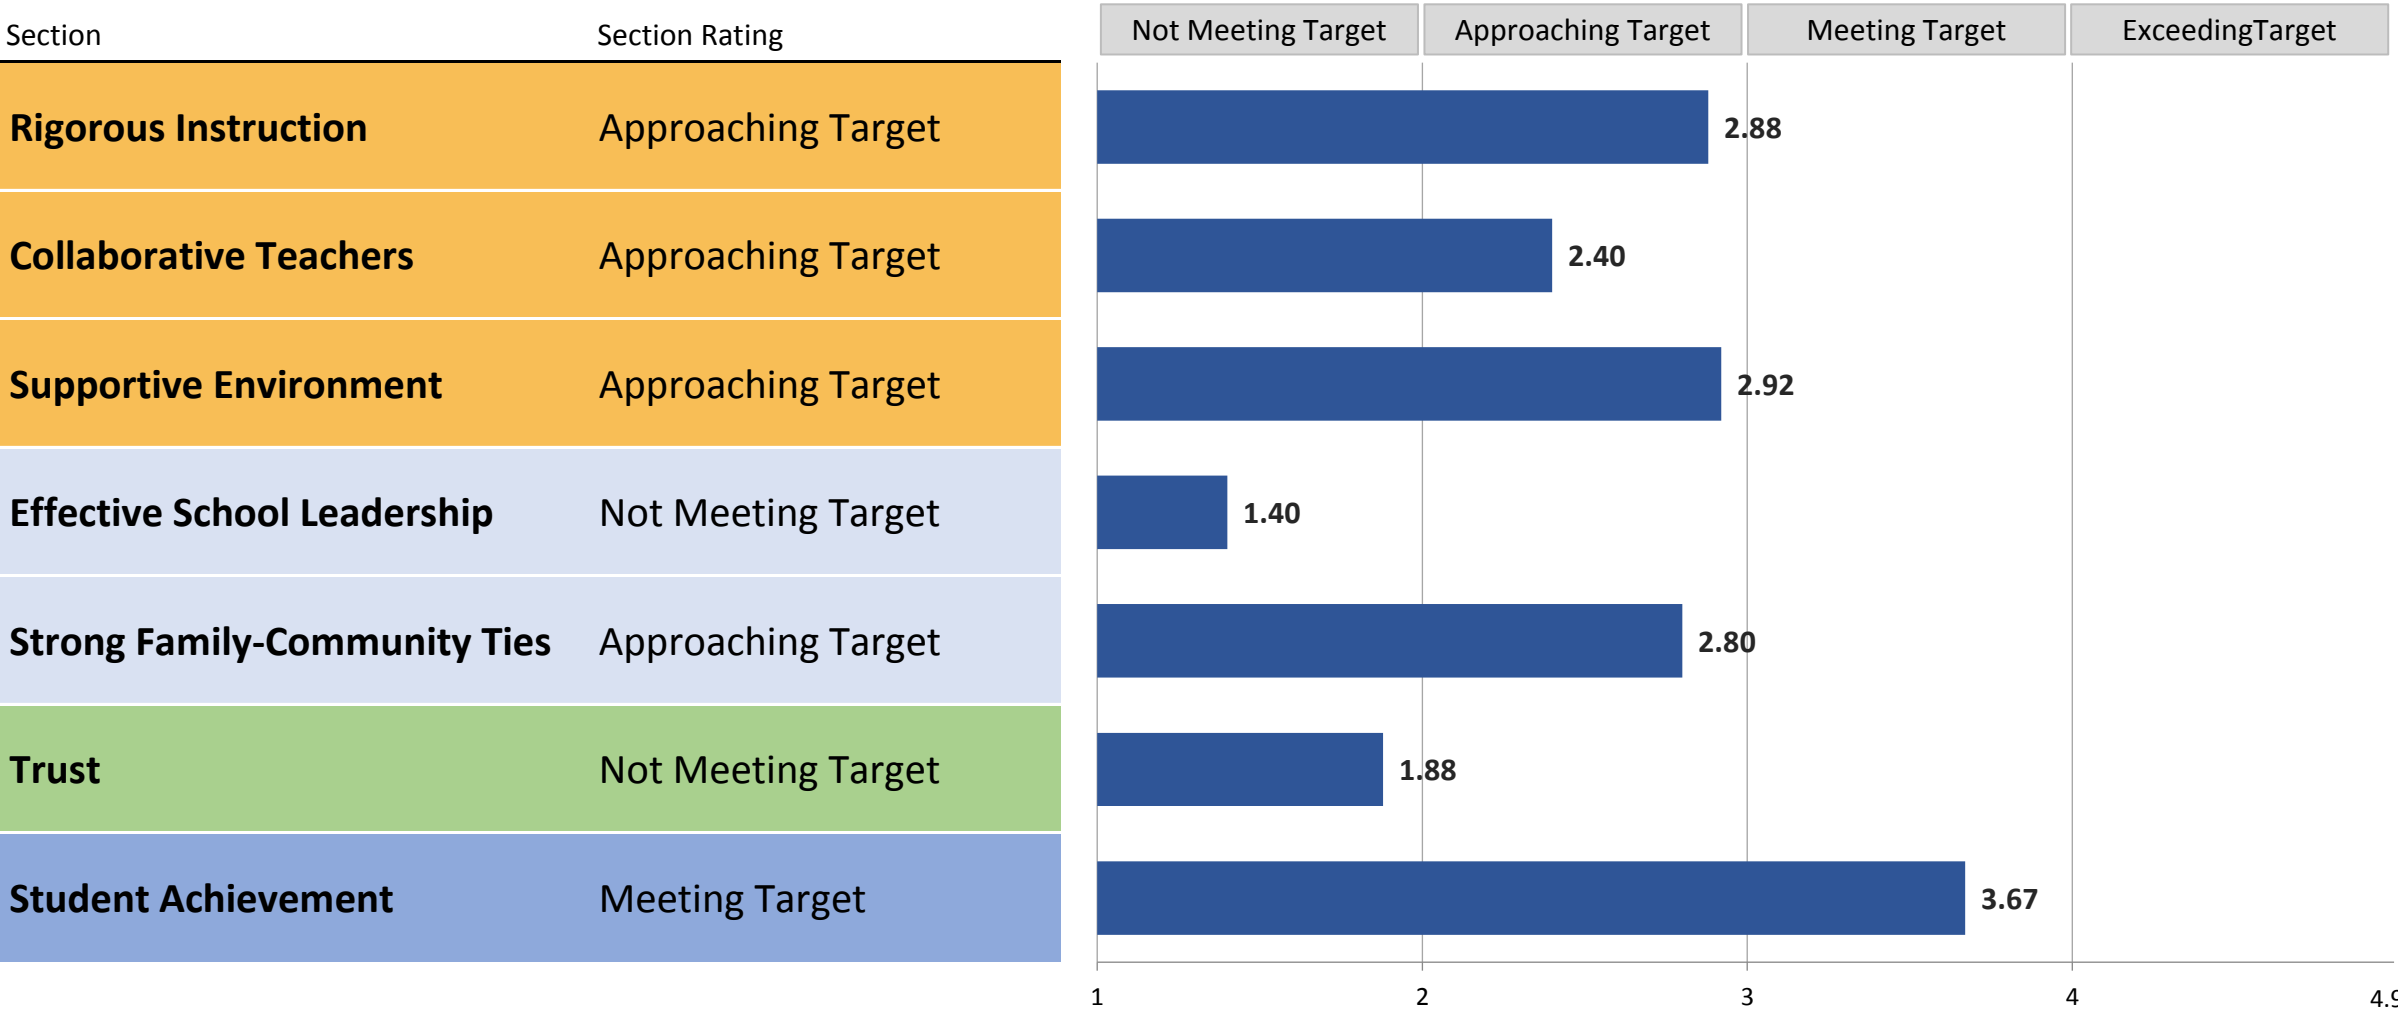 Section Section Rating Not Meeting Target Approaching Target Meeting Target ExceedingTarget
Rigorous Instruction Approaching Target 2.88
Collaborative Teachers Approaching Target 2.40
Supportive Environment Approaching Target 2.92
Effective School Leadership Not Meeting Target 1.40
Strong Family-Community Ties Approaching Target 2.80
Trust Not Meeting Target 1.88
Student Achievement Meeting Target 3.67
1 2 3 4 4.9